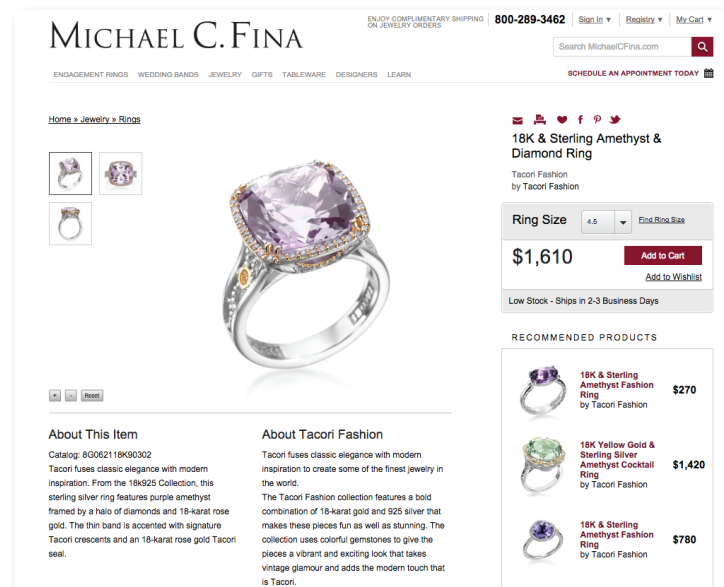 MICHAEL C. FINA
ENJOY COMPLIMENTARY SHIPPING
ON JEWELRY ORDERS
800-289-3462
Sign In ▼
Registry ▼
My Cart ▼
Search MichaelCFina.com
ENGAGEMENT RINGS WEDDING BANDS JEWELRY GIFTS TABLEWARE DESIGNERS LEARN
SCHEDULE AN APPOINTMENT TODAY
Home » Jewelry » Rings
18K & Sterling Amethyst &
Diamond Ring
Tacori Fashion
by Tacori Fashion
Ring Size
4.5
Find Ring Size
$1,610
Add to Cart
Add to Wishlist
Low Stock - Ships in 2-3 Business Days
+ - Reset
About This Item
Catalog: 8G062118K90302
Tacori fuses classic elegance with modern
inspiration. From the 18k925 Collection, this
sterling silver ring features purple amethyst
framed by a halo of diamonds and 18-karat rose
gold. The thin band is accented with signature
Tacori crescents and an 18-karat rose gold Tacori
seal.
About Tacori Fashion
Tacori fuses classic elegance with modern
inspiration to create some of the finest jewelry in
the world.
The Tacori Fashion collection features a bold
combination of 18-karat gold and 925 silver that
makes these pieces fun as well as stunning. The
collection uses colorful gemstones to give the
pieces a vibrant and exciting look that takes
vintage glamour and adds the modern touch that
is Tacori.
RECOMMENDED PRODUCTS
18K & Sterling
Amethyst Fashion
Ring
by Tacori Fashion
$270
18K Yellow Gold &
Sterling Silver
Amethyst Cocktail
Ring
by Tacori Fashion
$1,420
18K & Sterling
Amethyst Fashion
Ring
by Tacori Fashion
$780